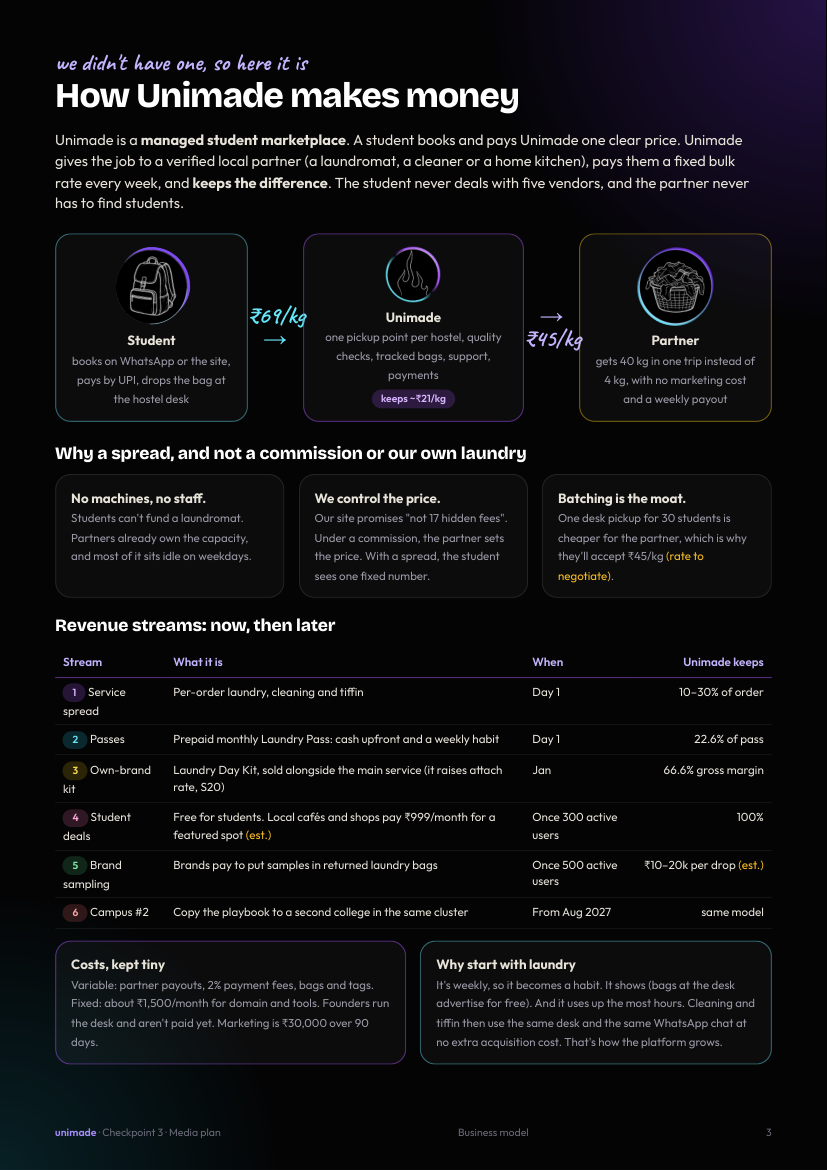 we didn't have one, so here it is
How Unimade makes money
Unimade is a managed student marketplace. A student books and pays Unimade one clear price. Unimade
gives the job to a verified local partner (a laundromat, a cleaner or a home kitchen), pays them a fixed bulk
rate every week, and keeps the difference. The student never deals with five vendors, and the partner never
has to find students.
Student
books on WhatsApp or the site,
pays by UPI, drops the bag at
the hostel desk
₹69/kg
→
Unimade
one pickup point per hostel, quality
checks, tracked bags, support,
payments
keeps ~₹21/kg
→
₹45/kg
Partner
gets 40 kg in one trip instead of
4 kg, with no marketing cost
and a weekly payout
Why a spread, and not a commission or our own laundry
No machines, no staff.
Students can't fund a laundromat.
Partners already own the capacity,
and most of it sits idle on weekdays.
We control the price.
Our site promises "not 17 hidden fees".
Under a commission, the partner sets
the price. With a spread, the student
sees one fixed number.
Batching is the moat.
One desk pickup for 30 students is
cheaper for the partner, which is why
they'll accept ₹45/kg (rate to
negotiate).
Revenue streams: now, then later
Stream What it is When Unimade keeps
1 Service Per-order laundry, cleaning and tiffin Day 1 10–30% of order
spread
2 Passes Prepaid monthly Laundry Pass: cash upfront and a weekly habit Day 1 22.6% of pass
3 Own-brand Laundry Day Kit, sold alongside the main service (it raises attach Jan 66.6% gross margin
kit rate, S20)
4 Student Free for students. Local cafés and shops pay ₹999/month for a Once 300 active 100%
deals featured spot (est.) users
5 Brand Brands pay to put samples in returned laundry bags Once 500 active ₹10–20k per drop (est.)
sampling users
6 Campus #2 Copy the playbook to a second college in the same cluster From Aug 2027 same model
Costs, kept tiny
Variable: partner payouts, 2% payment fees, bags and tags.
Fixed: about ₹1,500/month for domain and tools. Founders run
the desk and aren't paid yet. Marketing is ₹30,000 over 90
days.
Why start with laundry
It's weekly, so it becomes a habit. It shows (bags at the desk
advertise for free). And it uses up the most hours. Cleaning and
tiffin then use the same desk and the same WhatsApp chat at
no extra acquisition cost. That's how the platform grows.
unimade · Checkpoint 3 · Media plan Business model 3